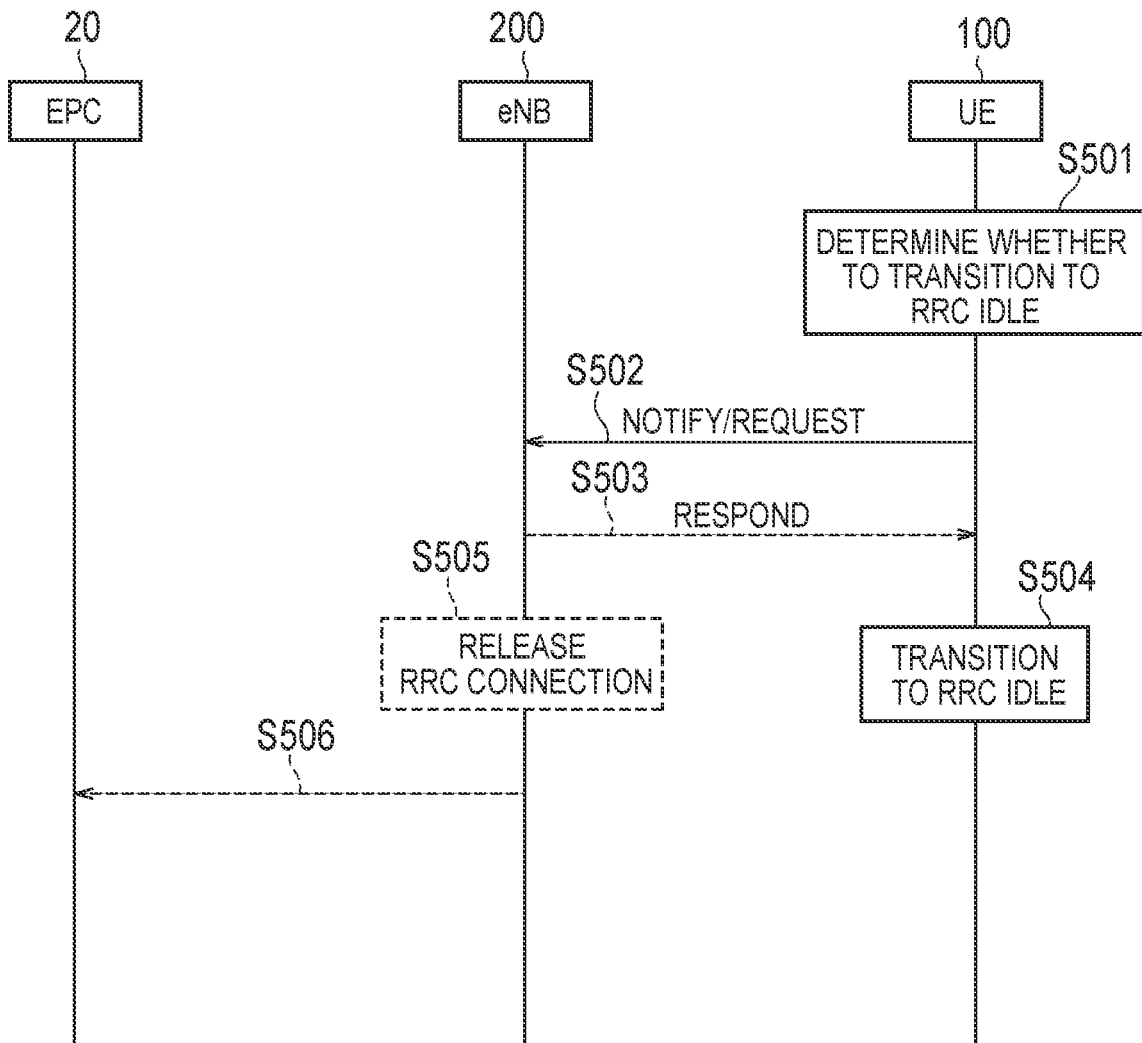 20
200
100
EPC
eNB
UE
S501
DETERMINE WHETHER
TO TRANSITION TO
RRC IDLE
S502
NOTIFY/REQUEST
S503
RESPOND
S505
S504
RELEASE
RRC CONNECTION
TRANSITION
TO RRC IDLE
S506